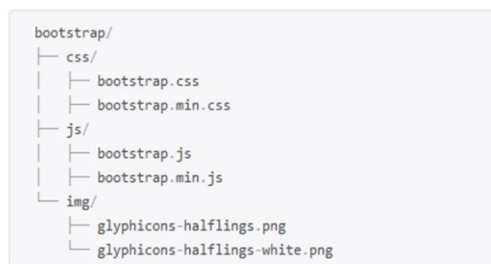 bootstrap/
├── css/
│   ├── bootstrap.css
│   ├── bootstrap.min.css
├── js/
│   ├── bootstrap.js
│   ├── bootstrap.min.js
└── img/
    ├── glyphicons-halflings.png
    └── glyphicons-halflings-white.png